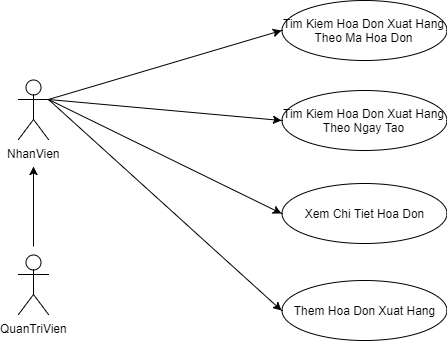 Tim Kiem Hoa Don Xuat Hang
Theo Ma Hoa Don
Tim Kiem Hoa Don Xuat Hang
Theo Ngay Tao
NhanVien
Xem Chi Tiet Hoa Don
Them Hoa Don Xuat Hang
QuanTriVien